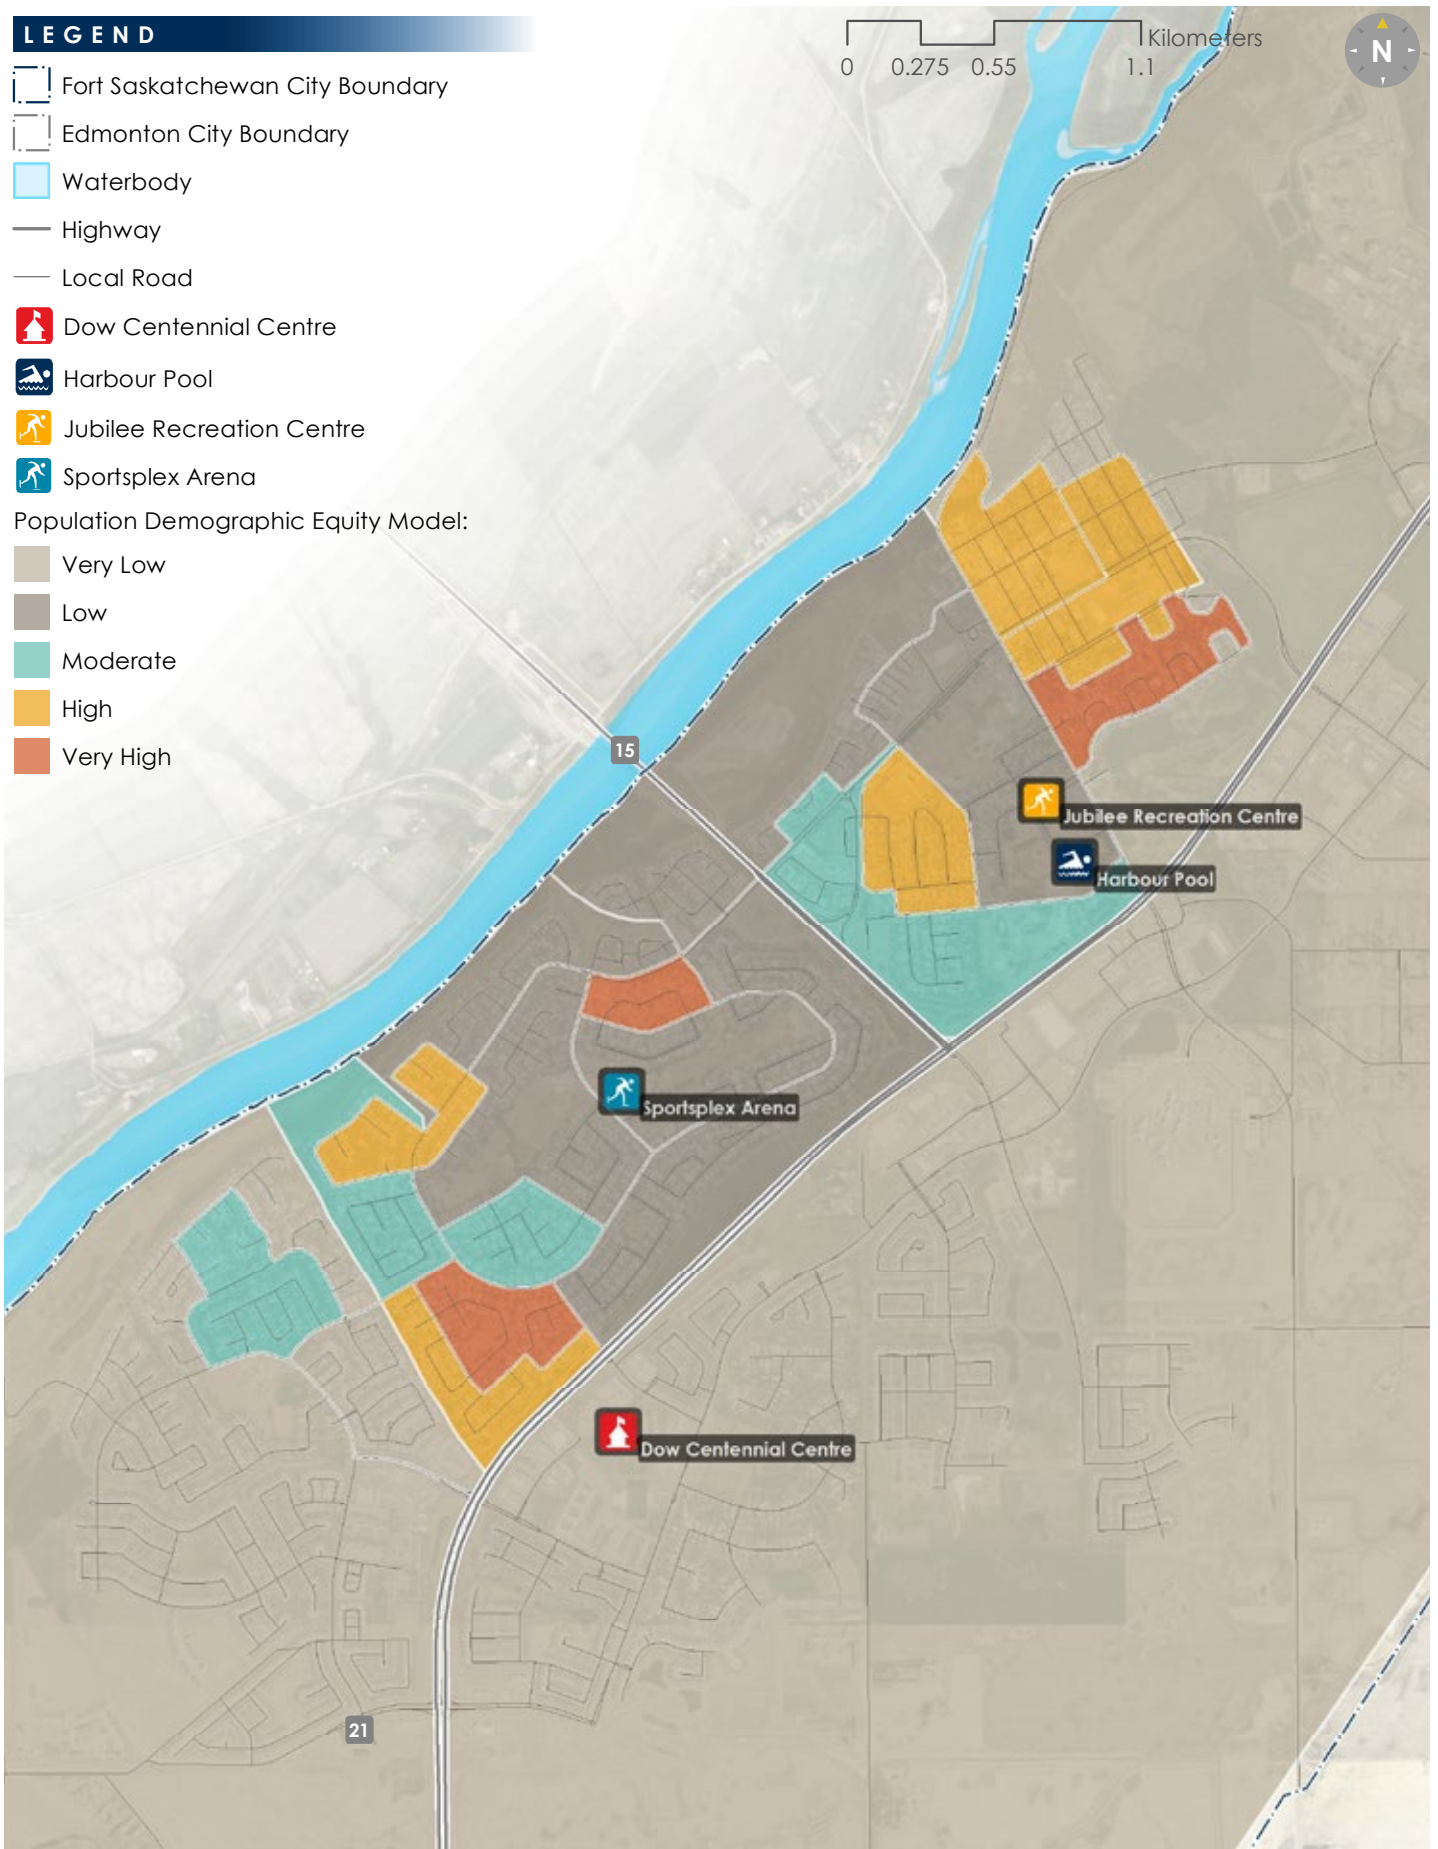 LEGEND
Fort Saskatchewan City Boundary
Edmonton City Boundary
Waterbody
Highway
Local Road
Dow Centennial Centre
Harbour Pool
Jubilee Recreation Centre
Sportsplex Arena
Population Demographic Equity Model:
Very Low
Low
Moderate
High
Very High
Kilometers
0 0.275 0.55 1.1
N
15
Jubilee Recreation Centre
Harbour Pool
Sportsplex Arena
Dow Centennial Centre
21